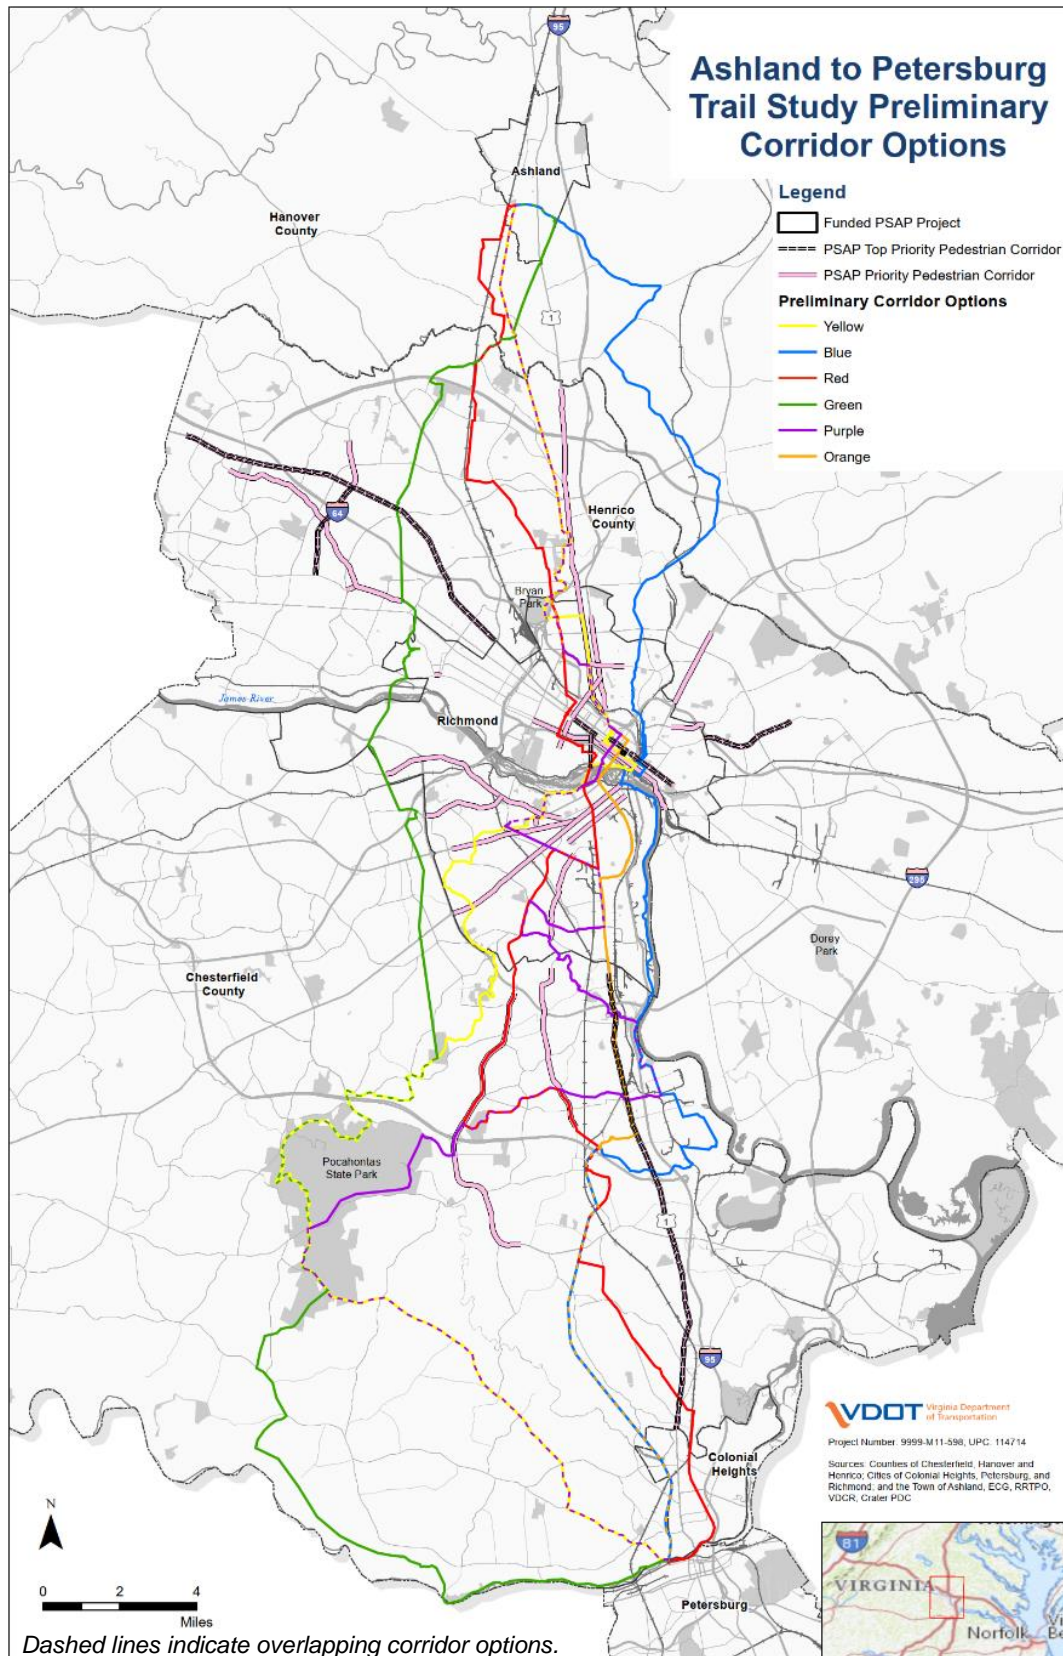 95
Ashland to Petersburg
Trail Study Preliminary
Corridor Options
Legend
Funded PSAP Project
PSAP Top Priority Pedestrian Corridor
PSAP Priority Pedestrian Corridor
Preliminary Corridor Options
Yellow
Blue
Red
Green
Purple
Orange
Ashland
Hanover
County
1
64
Henrico
County
Bryan
Park
James River
Richmond
295
Dorey
Park
Chesterfield
County
Pocahontas
State Park
1
95
Colonial
Heights
Petersburg
VDOT Virginia Department
of Transportation
Project Number: 9999-M11-598, UPC: 114714
Sources: Counties of Chesterfield, Hanover and
Henrico; Cities of Colonial Heights, Petersburg, and
Richmond; and the Town of Ashland, ECG, RRTPO,
VDCR, Crater PDC
N
0 2 4
Miles
Dashed lines indicate overlapping corridor options.
81
VIRGINIA
Norfolk